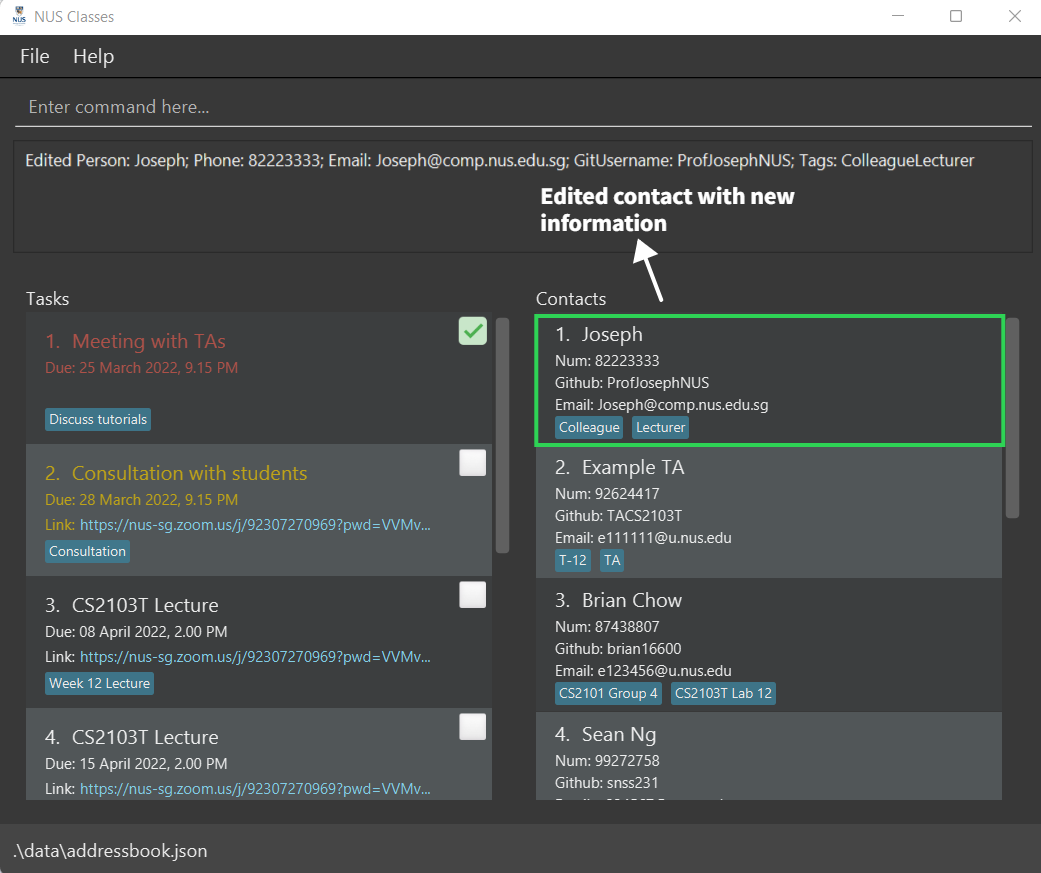 NUS Classes
File Help
Enter command here...
Edited Person: Joseph; Phone: 82223333; Email: Joseph@comp.nus.edu.sg; GitUsername: ProfJosephNUS; Tags: ColleagueLecturer
Edited contact with new
information
Tasks
1. Meeting with TAs
Due: 25 March 2022, 9.15 PM
Discuss tutorials
2. Consultation with students
Due: 28 March 2022, 9.15 PM
Link: https://nus-sg.zoom.us/j/92307270969?pwd=VVMv...
Consultation
3. CS2103T Lecture
Due: 08 April 2022, 2.00 PM
Link: https://nus-sg.zoom.us/j/92307270969?pwd=VVMv...
Week 12 Lecture
4. CS2103T Lecture
Due: 15 April 2022, 2.00 PM
Link: https://nus-sg.zoom.us/j/92307270969?pwd=VVMv...
Contacts
1. Joseph
Num: 82223333
Github: ProfJosephNUS
Email: Joseph@comp.nus.edu.sg
Colleague Lecturer
2. Example TA
Num: 92624417
Github: TACS2103T
Email: e111111@u.nus.edu
T-12 TA
3. Brian Chow
Num: 87438807
Github: brian16600
Email: e123456@u.nus.edu
CS2101 Group 4 CS2103T Lab 12
4. Sean Ng
Num: 99272758
Github: snss231
.\data\addressbook.json